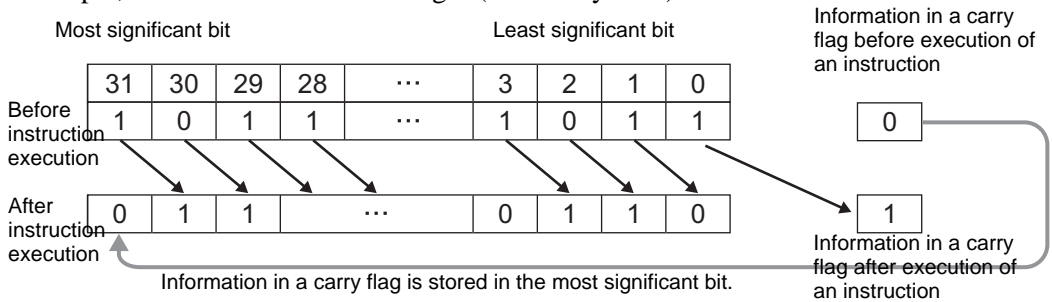 Information in a carry
flag before execution of
an instruction
Most significant bit
Least significant bit
31 30 29 28 ··· 3 2 1 0
Before
instruction
execution
1 0 1 1 ··· 1 0 1 1
0
After
instruction
execution
0 1 1 ··· 0 1 1 0
1
Information in a carry
flag after execution of
an instruction
Information in a carry flag is stored in the most significant bit.